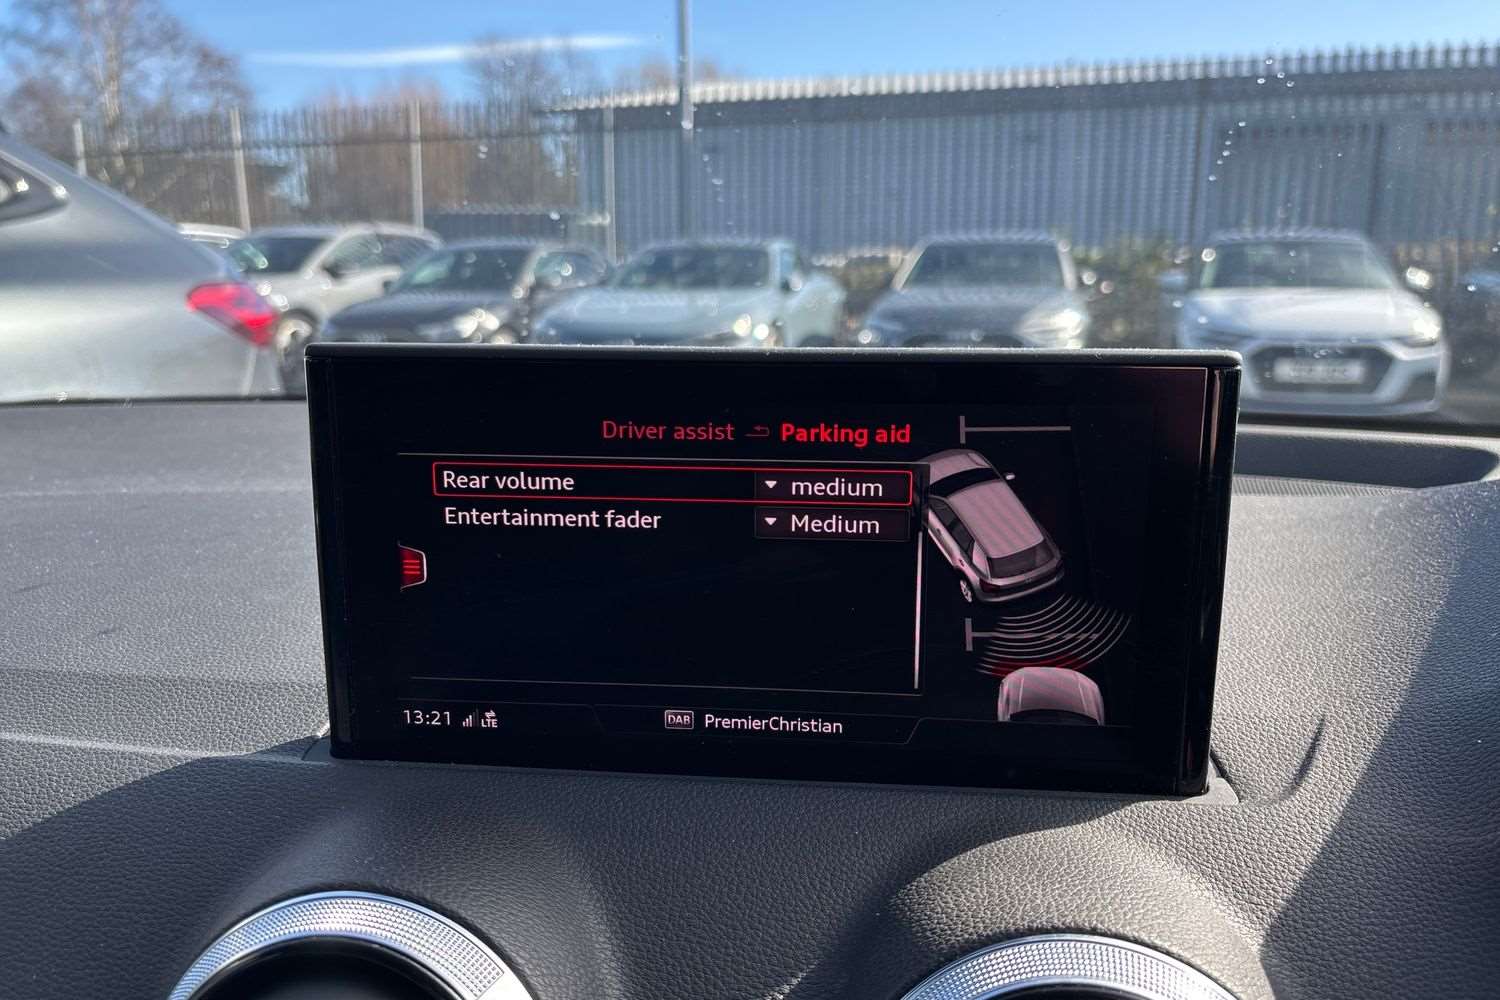 Driver assist Parking aid
Rear volume medium
Entertainment fader Medium
13:21 LTE DAB PremierChristian